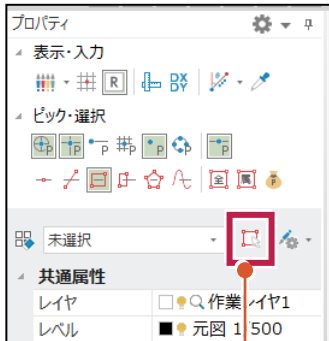 プロパティ
表示・入力
R DX DY
ピック・選択
P P P P P P
全 属 P
未選択
共通属性
レイヤ 作業レイヤ1
レベル 元図 1/500